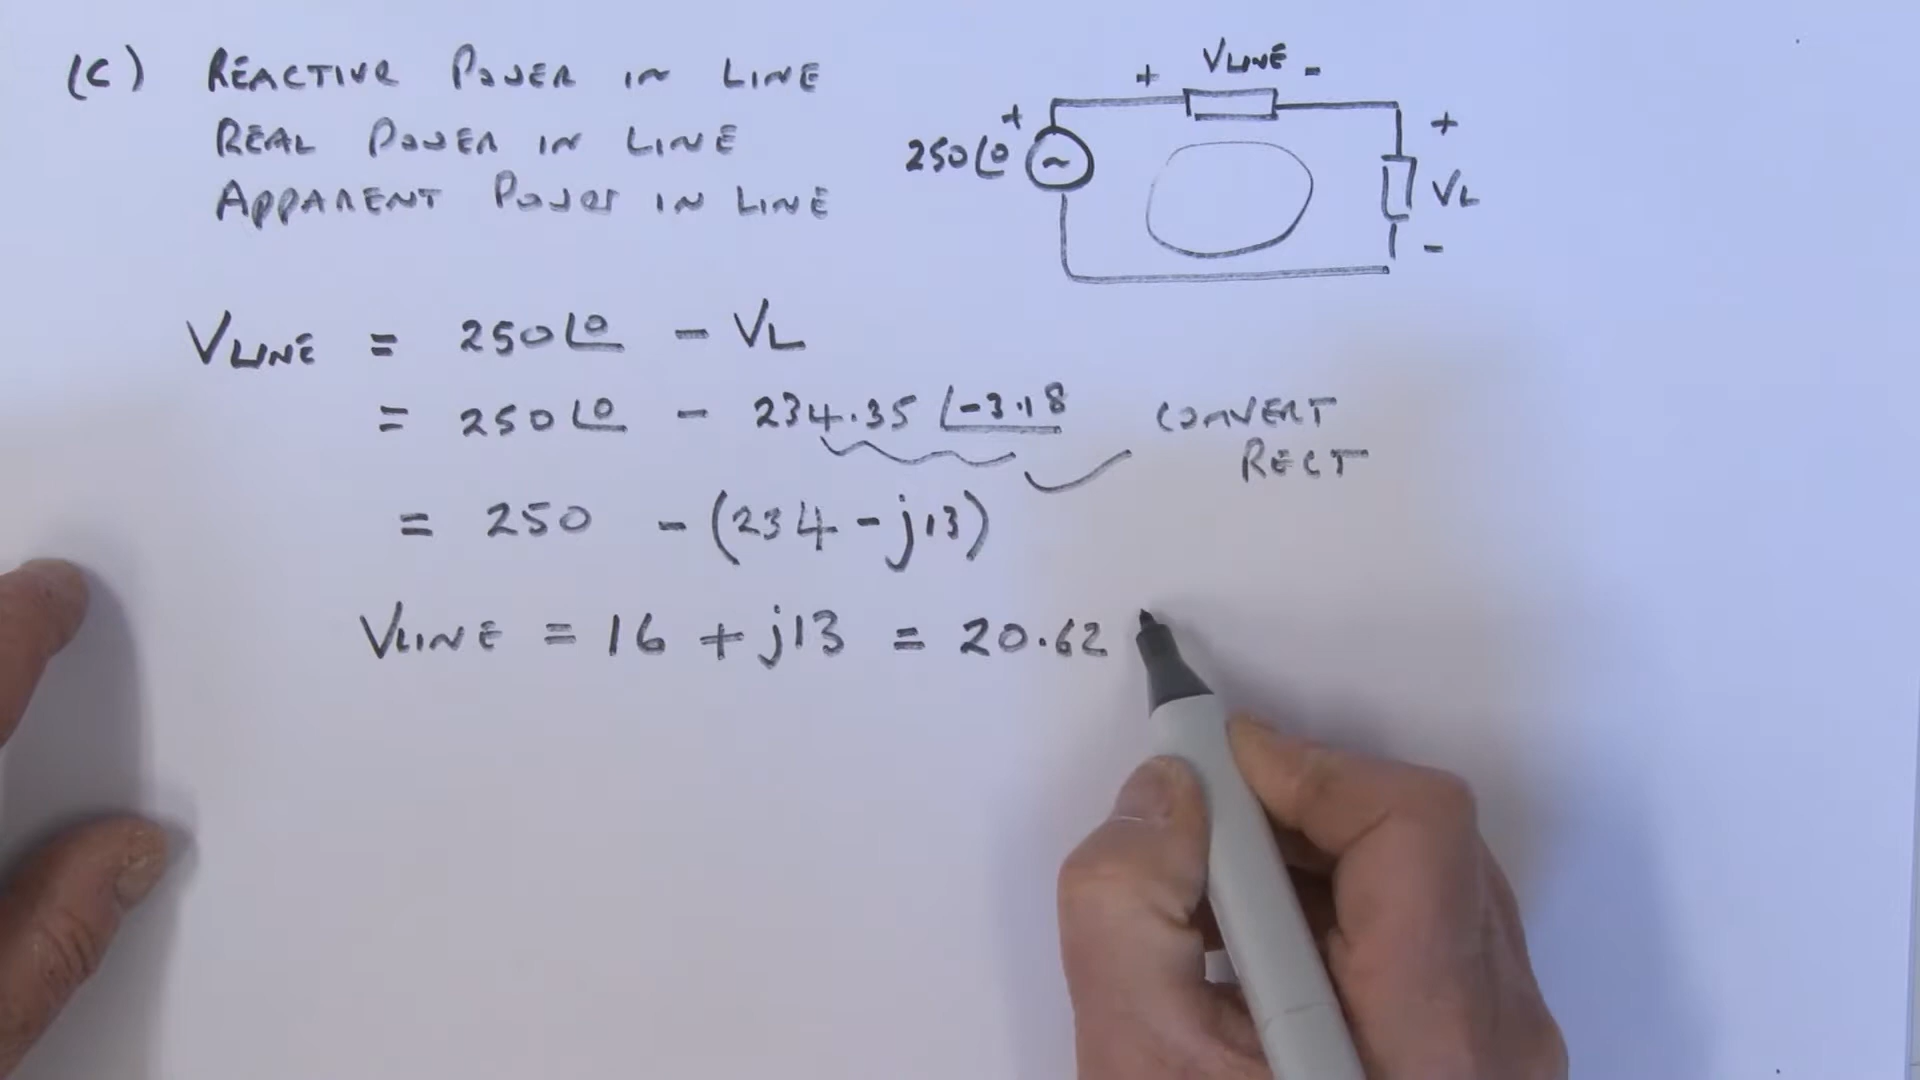 (C) REACTIVE POWER IN LINE
REAL POWER IN LINE
APPARENT POWER IN LINE
+ VLINE -
+
250∠0
~
+
VL
-
VLINE = 250∠0 - VL
= 250∠0 - 234.35 ∠-3.18
CONVERT
RECT
= 250 - (234 - j13)
VLINE = 16 + j13 = 20.62